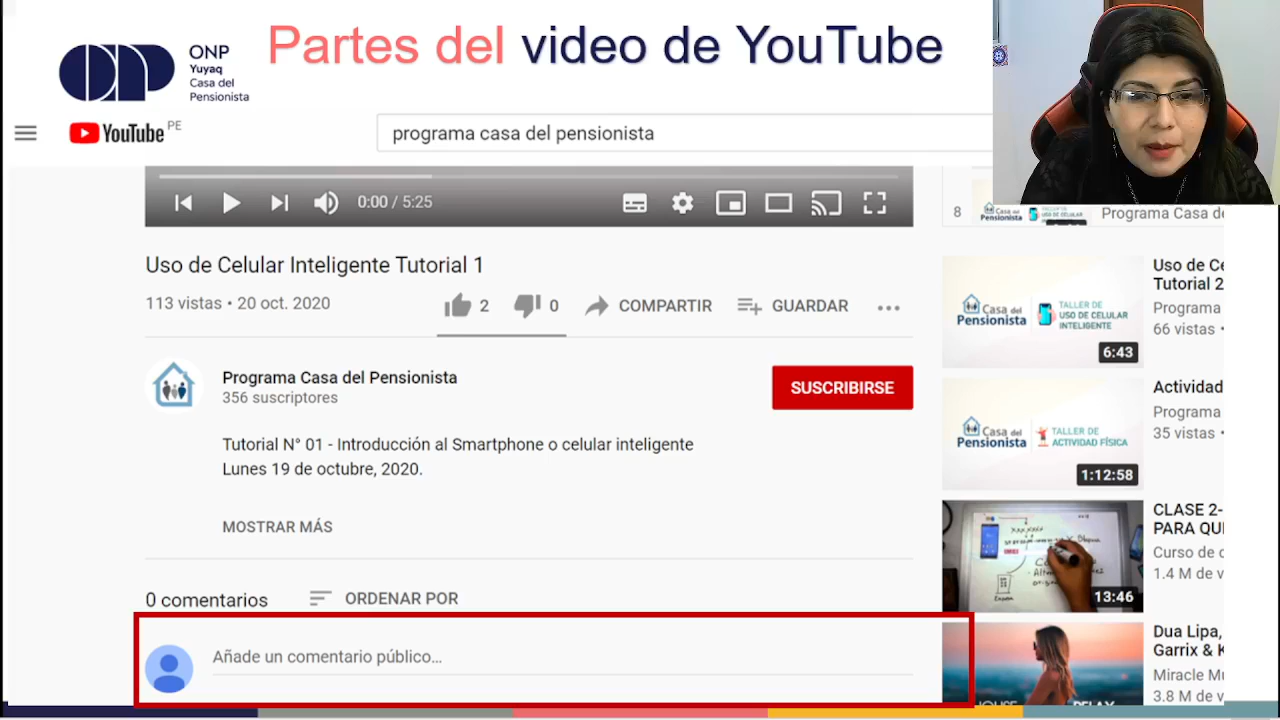 Partes del video de YouTube
ONP
Yuyaq
Casa del
Pensionista
YouTube PE
programa casa del pensionista
0:00 / 5:25
8
Programa Casa de
Uso de Celular Inteligente Tutorial 1
113 vistas • 20 oct. 2020
2
0
COMPARTIR
GUARDAR
Programa Casa del Pensionista
356 suscriptores
SUSCRIBIRSE
Tutorial N° 01 - Introducción al Smartphone o celular inteligente
Lunes 19 de octubre, 2020.
MOSTRAR MÁS
0 comentarios
ORDENAR POR
Añade un comentario público...
Casa del
Pensionista
TALLER DE
USO DE CELULAR
INTELIGENTE
6:43
Uso de Ce
Tutorial 2
Programa
66 vistas •
Casa del
Pensionista
TALLER DE
ACTIVIDAD FÍSICA
1:12:58
Actividad
Programa
35 vistas •
13:46
CLASE 2-
PARA QU
Curso de c
1.4 M de v
HOUSE RELAX
Dua Lipa,
Garrix & K
Miracle Mu
3.8 M de v